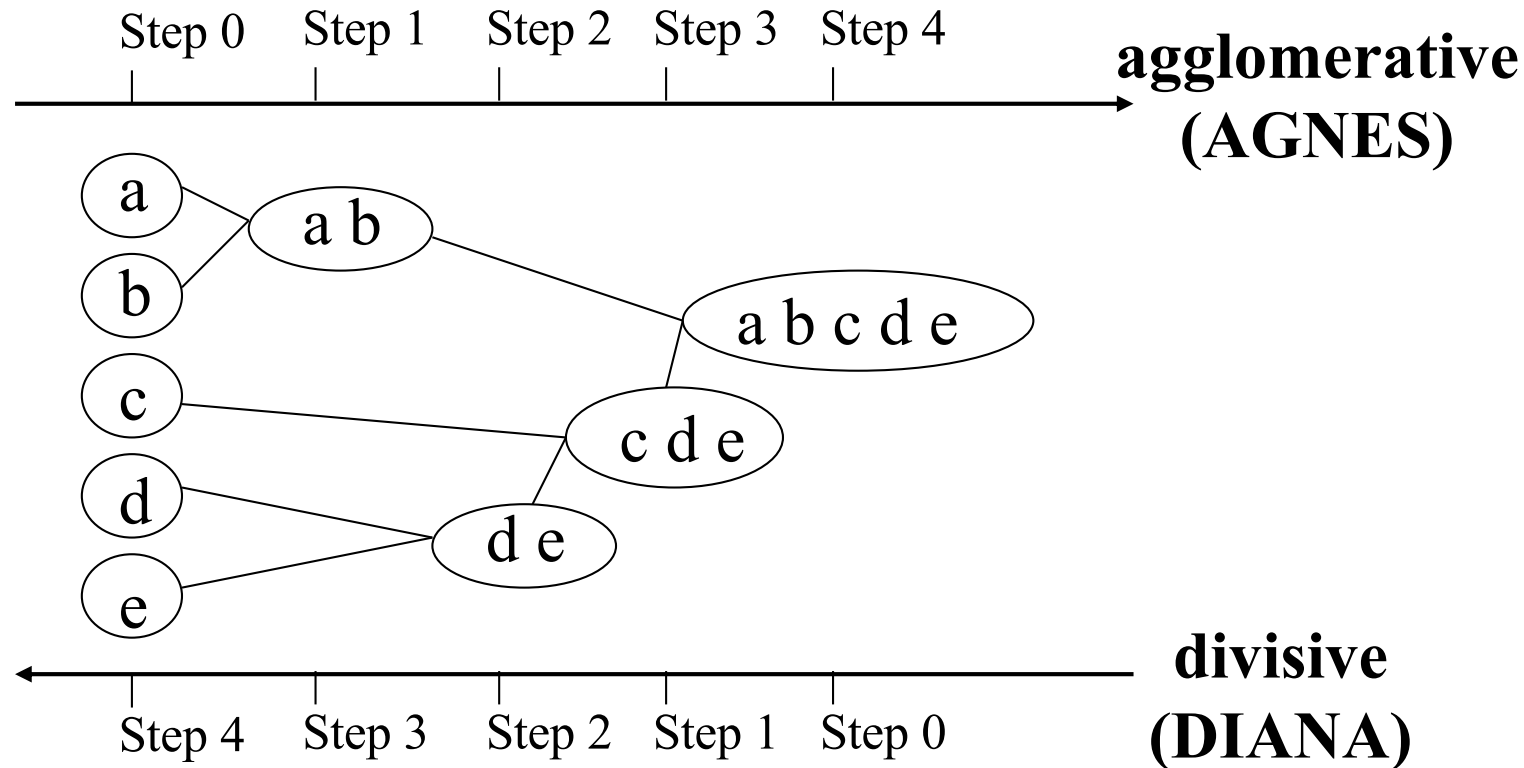 Step 0 Step 1 Step 2 Step 3 Step 4
agglomerative
(AGNES)
a
a b
b
a b c d e
c
c d e
d
d e
e
divisive
(DIANA)
Step 4 Step 3 Step 2 Step 1 Step 0